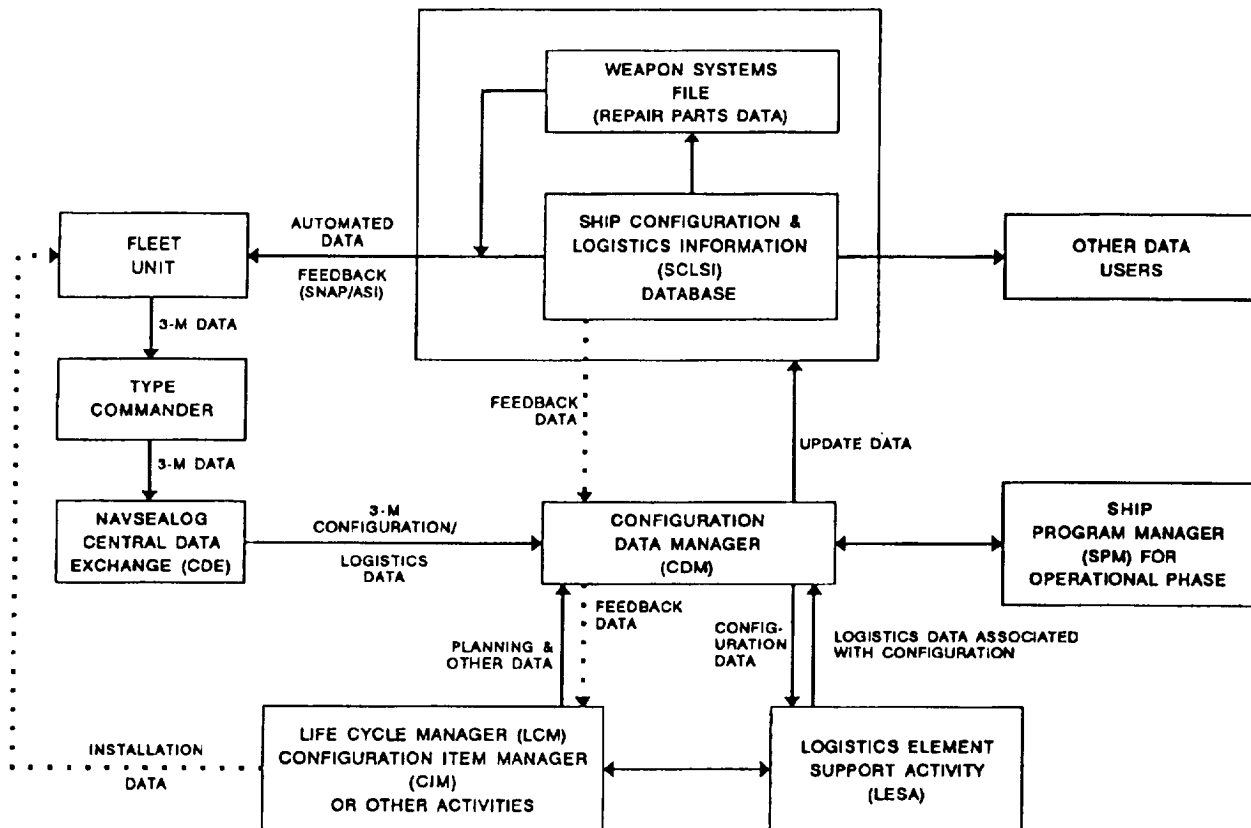 WEAPON SYSTEMS
FILE
(REPAIR PARTS DATA)
FLEET
UNIT
AUTOMATED
DATA
FEEDBACK
(SNAP/ASI)
SHIP CONFIGURATION &
LOGISTICS INFORMATION
(SCLSI)
DATABASE
OTHER DATA
USERS
3-M DATA
TYPE
COMMANDER
FEEDBACK
DATA
UPDATE DATA
3-M DATA
NAVSEALOG
CENTRAL DATA
EXCHANGE (CDE)
3-M
CONFIGURATION/
LOGISTICS
DATA
CONFIGURATION
DATA MANAGER
(CDM)
SHIP
PROGRAM MANAGER
(SPM) FOR
OPERATIONAL PHASE
PLANNING &
OTHER DATA
FEEDBACK
DATA
CONFIG-
URATION
DATA
LOGISTICS DATA ASSOCIATED
WITH CONFIGURATION
INSTALLATION
DATA
LIFE CYCLE MANAGER (LCM)
CONFIGURATION ITEM MANAGER
(CIM)
OR OTHER ACTIVITIES
LOGISTICS ELEMENT
SUPPORT ACTIVITY
(LESA)